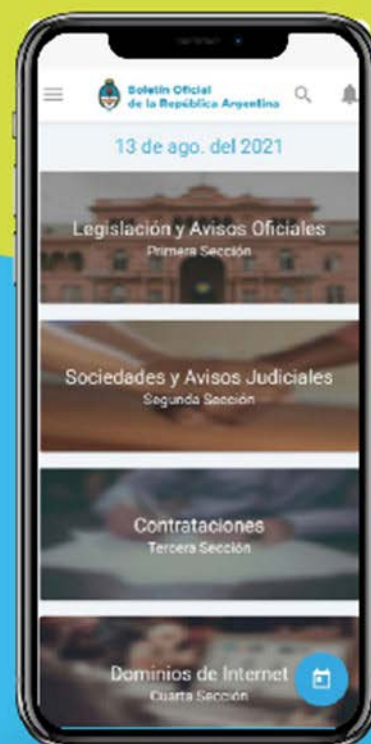 Boletín Oficial
de la República Argentina
13 de ago. del 2021
Legislación y Avisos Oficiales
Primera Sección
Sociedades y Avisos Judiciales
Segunda Sección
Contrataciones
Tercera Sección
Dominios de Internet
Cuarta Sección